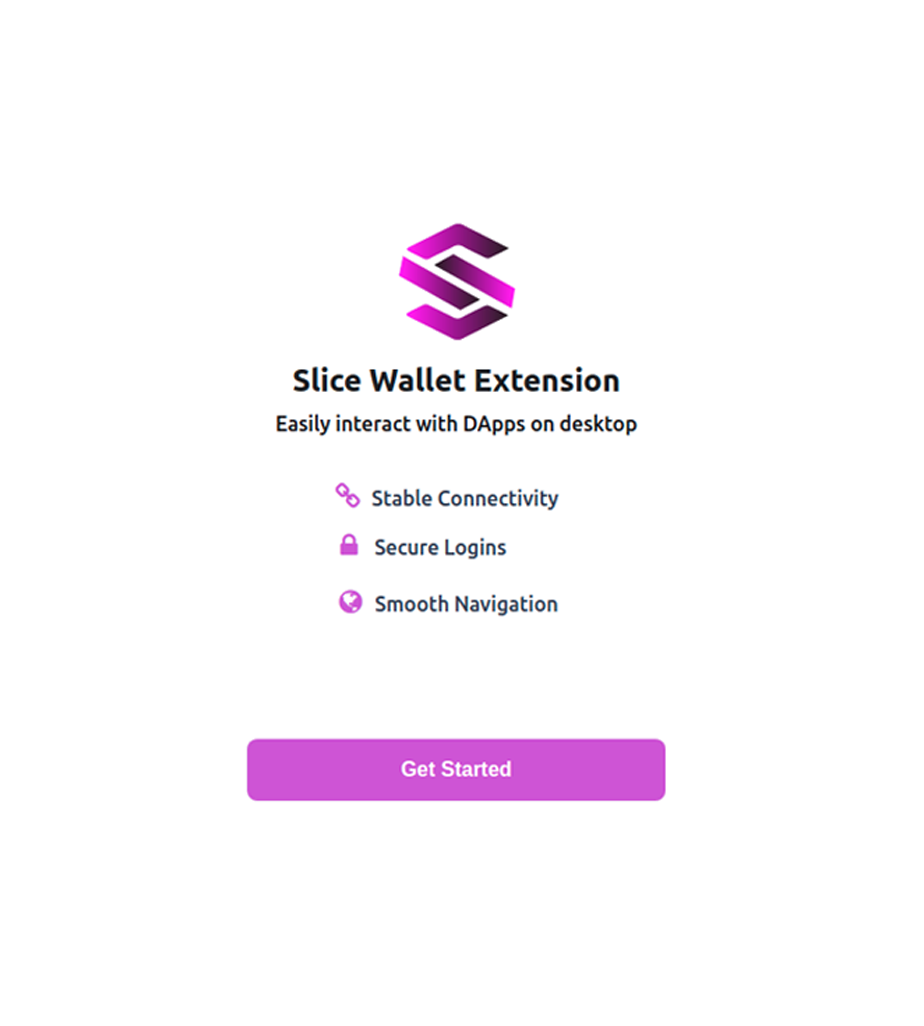 Slice Wallet Extension
Easily interact with DApps on desktop
Stable Connectivity
Secure Logins
Smooth Navigation
Get Started